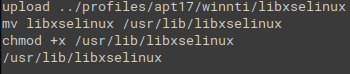 upload ../profiles/apt17/winnti/libxselinux
mv libxselinux /usr/lib/libxselinux
chmod +x /usr/lib/libxselinux
/usr/lib/libxselinux